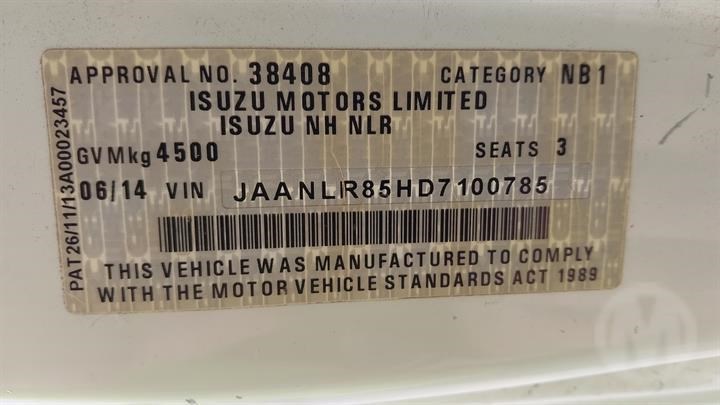 APPROVAL NO. 38408 CATEGORY NB1
ISUZU MOTORS LIMITED
ISUZU NH NLR
GVMkg 4500 SEATS 3
06/14 VIN JAANLR85HD7100785
THIS VEHICLE WAS MANUFACTURED TO COMPLY
WITH THE MOTOR VEHICLE STANDARDS ACT 1989
PAT26/11/13A00023457
M